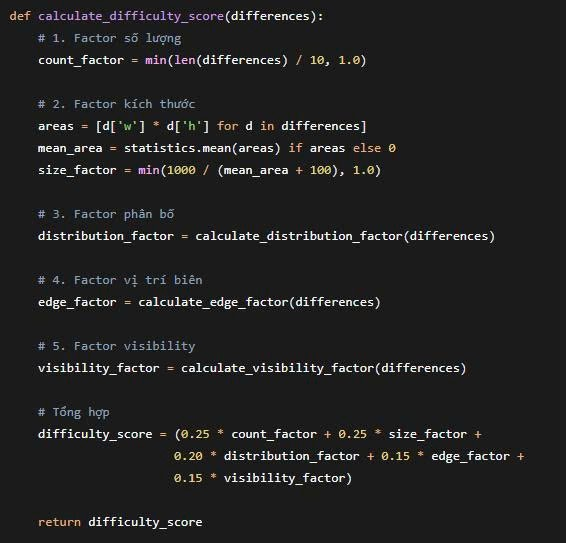 def calculate_difficulty_score(differences):
    # 1. Factor số lượng
    count_factor = min(len(differences) / 10, 1.0)

    # 2. Factor kích thước
    areas = [d['w'] * d['h'] for d in differences]
    mean_area = statistics.mean(areas) if areas else 0
    size_factor = min(1000 / (mean_area + 100), 1.0)

    # 3. Factor phân bố
    distribution_factor = calculate_distribution_factor(differences)

    # 4. Factor vị trí biên
    edge_factor = calculate_edge_factor(differences)

    # 5. Factor visibility
    visibility_factor = calculate_visibility_factor(differences)

    # Tổng hợp
    difficulty_score = (0.25 * count_factor + 0.25 * size_factor +
                       0.20 * distribution_factor + 0.15 * edge_factor +
                       0.15 * visibility_factor)

    return difficulty_score